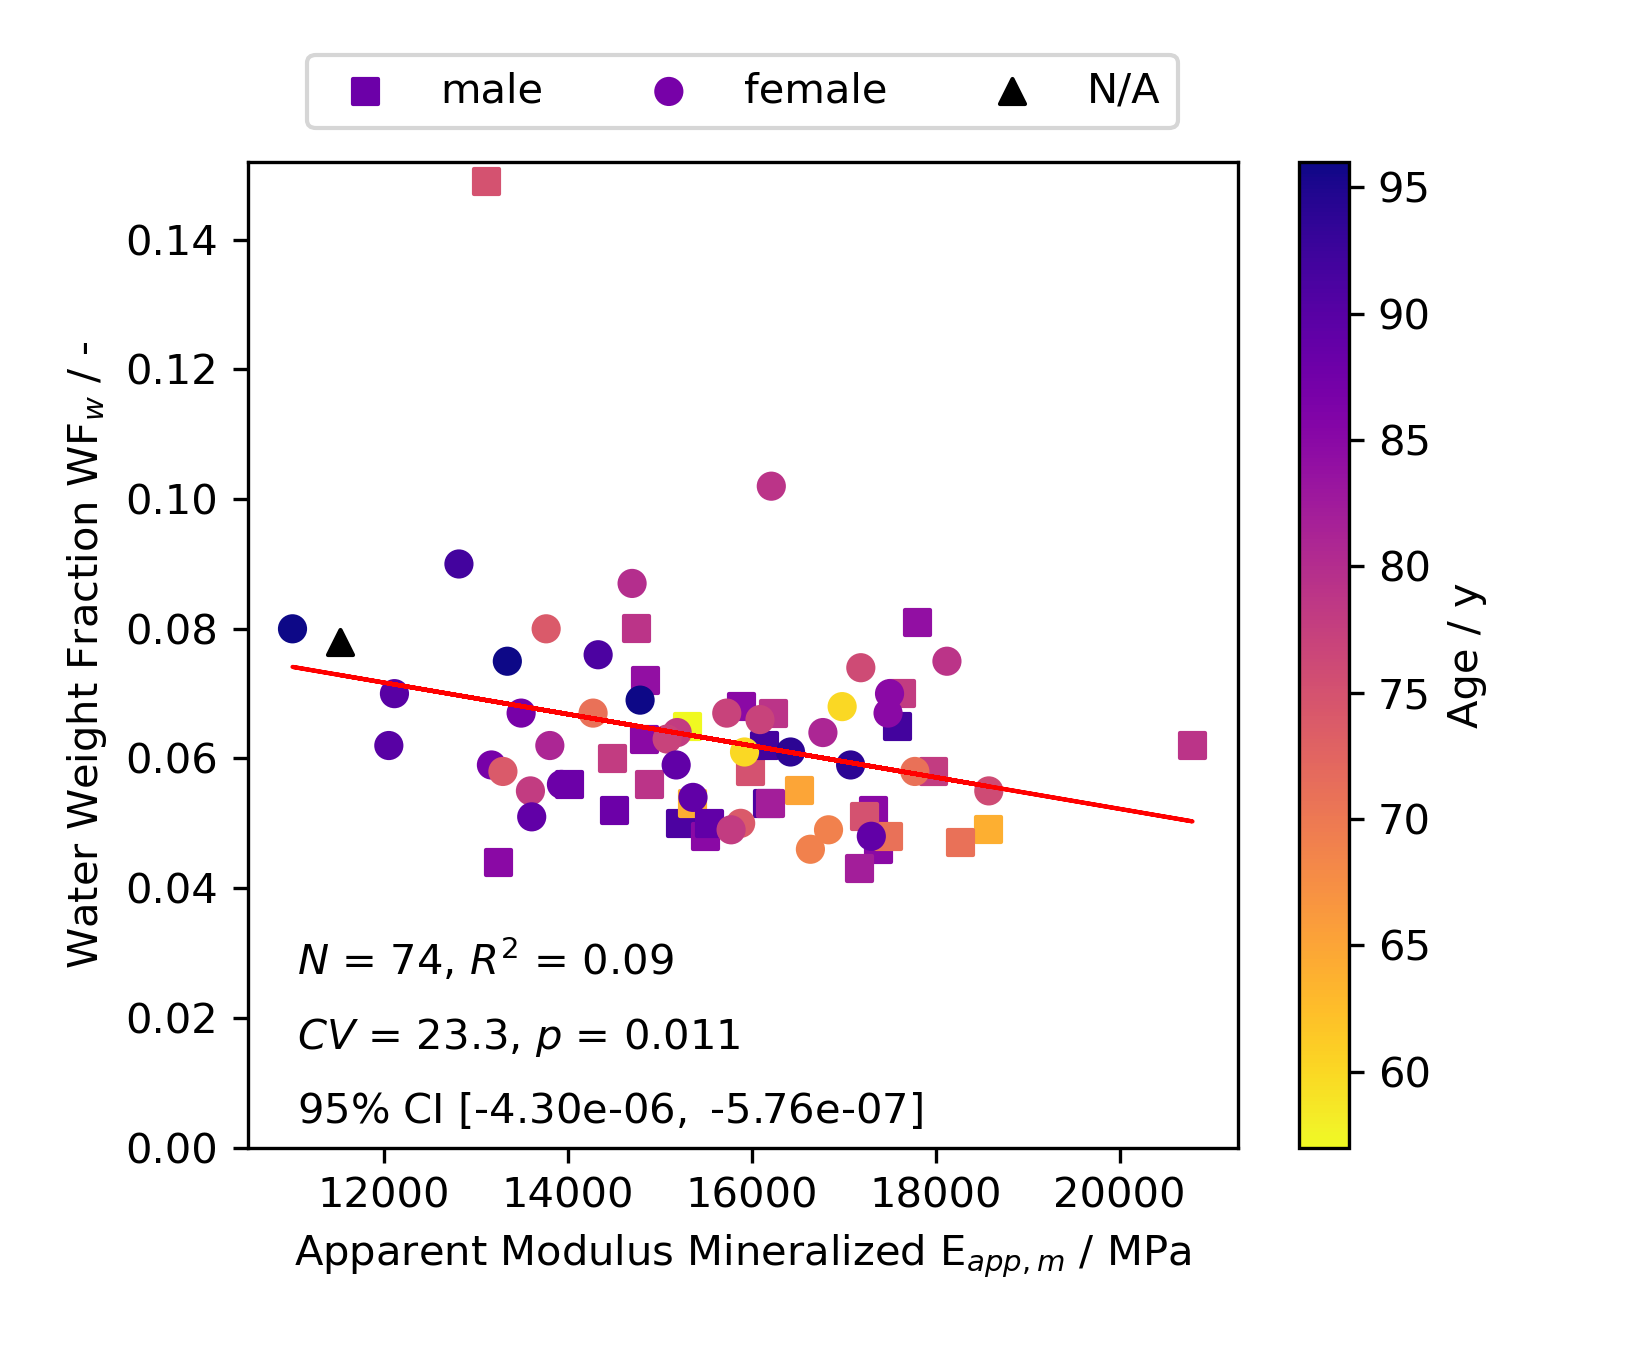 male female N/A
0.14
0.12
0.10
0.08
0.06
0.04
0.02
0.00
Water Weight Fraction WF_w / -
N = 74, R² = 0.09
CV = 23.3, p = 0.011
95% CI [-4.30e-06, -5.76e-07]
12000 14000 16000 18000 20000
Apparent Modulus Mineralized E_app,m / MPa
95
90
85
80
75
70
65
60
Age / y